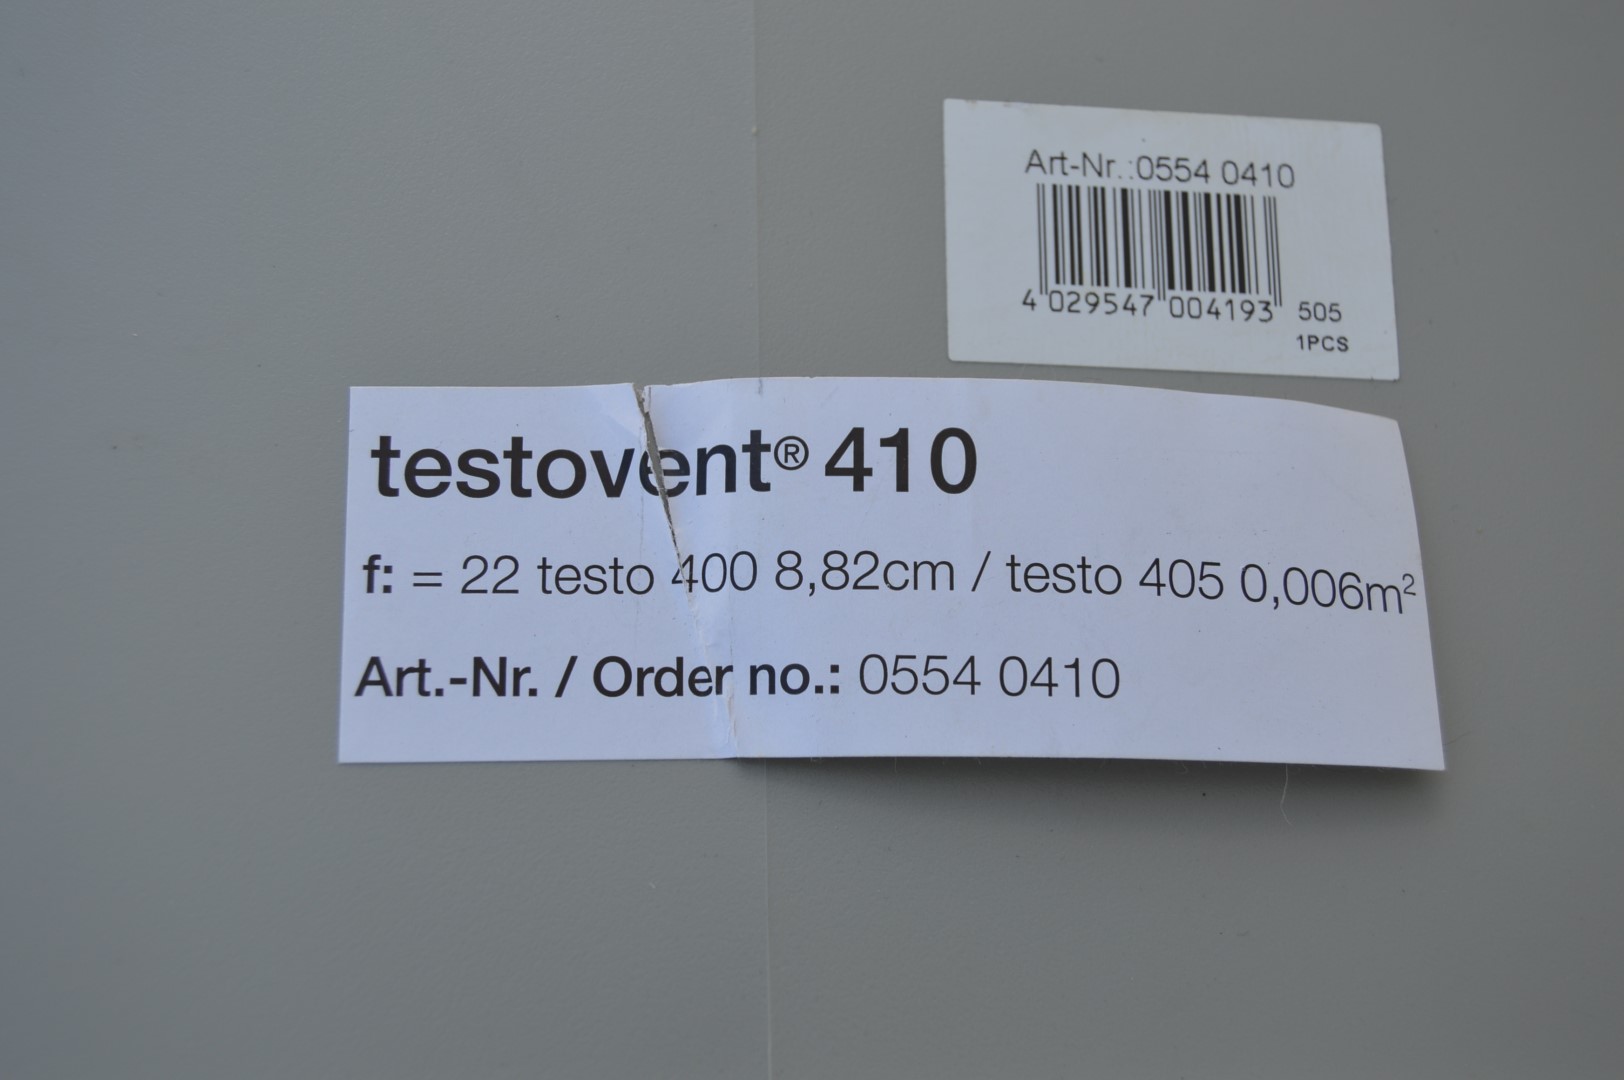 Art-Nr.:0554 0410
4 029547 004193 505
1PCS
testovent® 410
f: = 22 testo 400 8,82cm / testo 405 0,006m²
Art.-Nr. / Order no.: 0554 0410